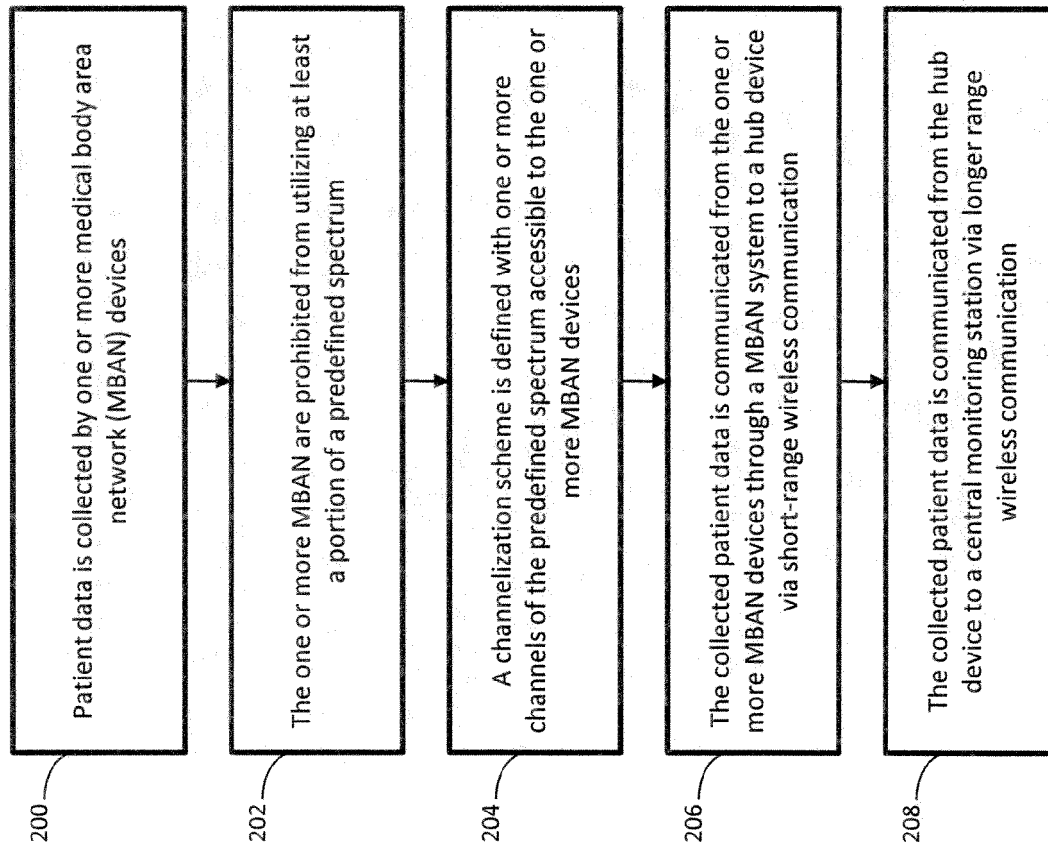 200
Patient data is collected by one or more medical body area
network (MBAN) devices
202
The one or more MBAN are prohibited from utilizing at least
a portion of a predefined spectrum
204
A channelization scheme is defined with one or more
channels of the predefined spectrum accessible to the one or
more MBAN devices
206
The collected patient data is communicated from the one or
more MBAN devices through a MBAN system to a hub device
via short-range wireless communication
208
The collected patient data is communicated from the hub
device to a central monitoring station via longer range
wireless communication